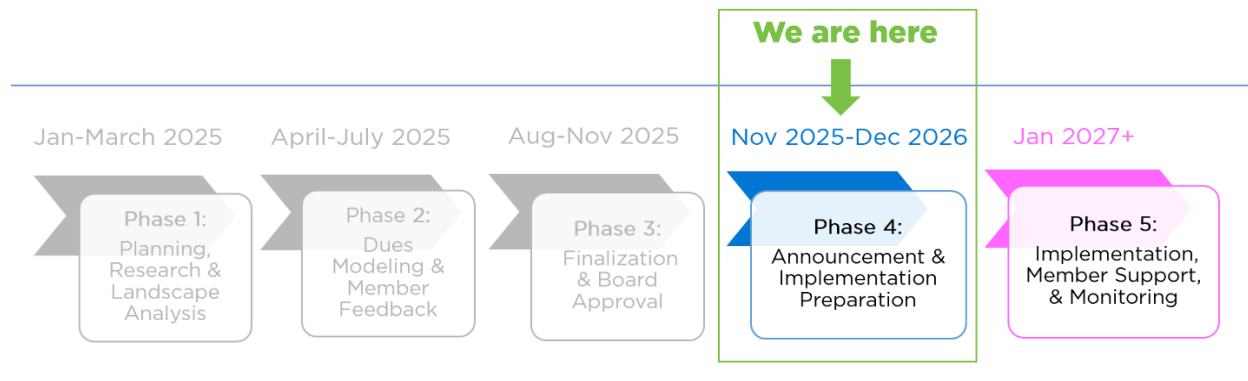 We are here
Jan-March 2025
April-July 2025
Aug-Nov 2025
Nov 2025-Dec 2026
Jan 2027+
Phase 1:
Planning,
Research &
Landscape
Analysis
Phase 2:
Dues
Modeling &
Member
Feedback
Phase 3:
Finalization
& Board
Approval
Phase 4:
Announcement &
Implementation
Preparation
Phase 5:
Implementation,
Member Support,
& Monitoring